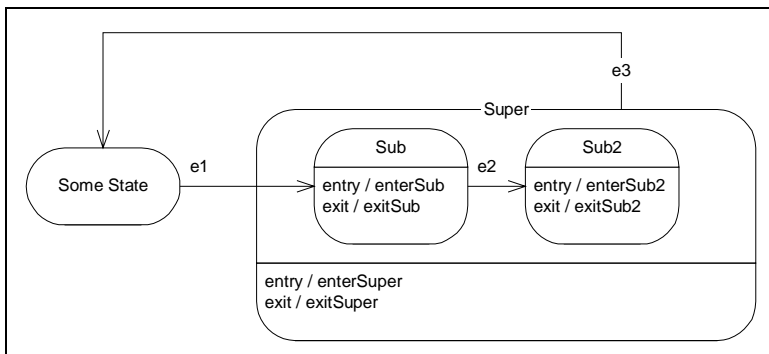 e3
Super
Sub
Sub2
e1
e2
Some State
entry / enterSub
exit / exitSub
entry / enterSub2
exit / exitSub2
entry / enterSuper
exit / exitSuper